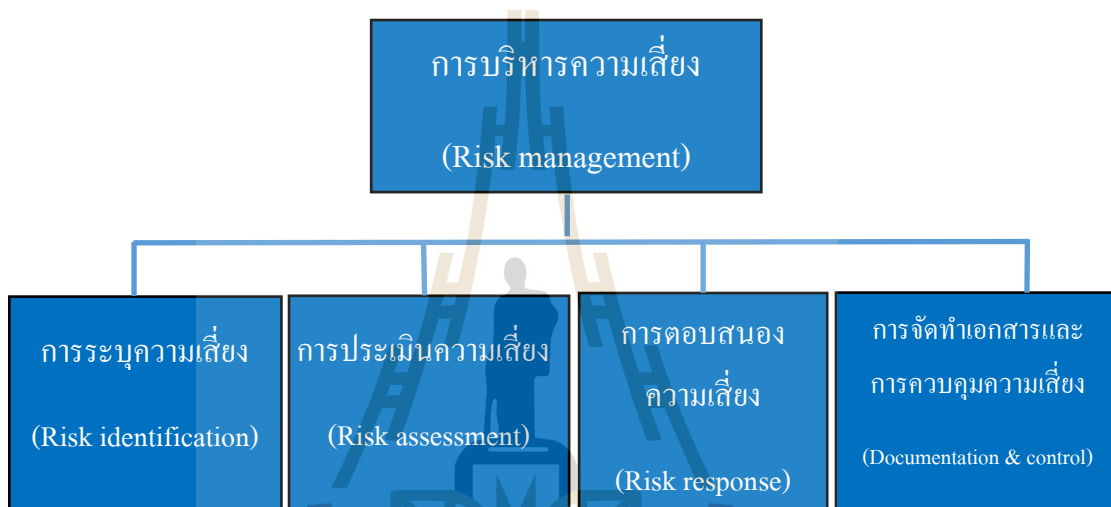 การบริหารความเสี่ยง
(Risk management)
การระบุความเสี่ยง
(Risk identification)
การประเมินความเสี่ยง
(Risk assessment)
การตอบสนอง
ความเสี่ยง
(Risk response)
การจัดทำเอกสารและ
การควบคุมความเสี่ยง
(Documentation & control)